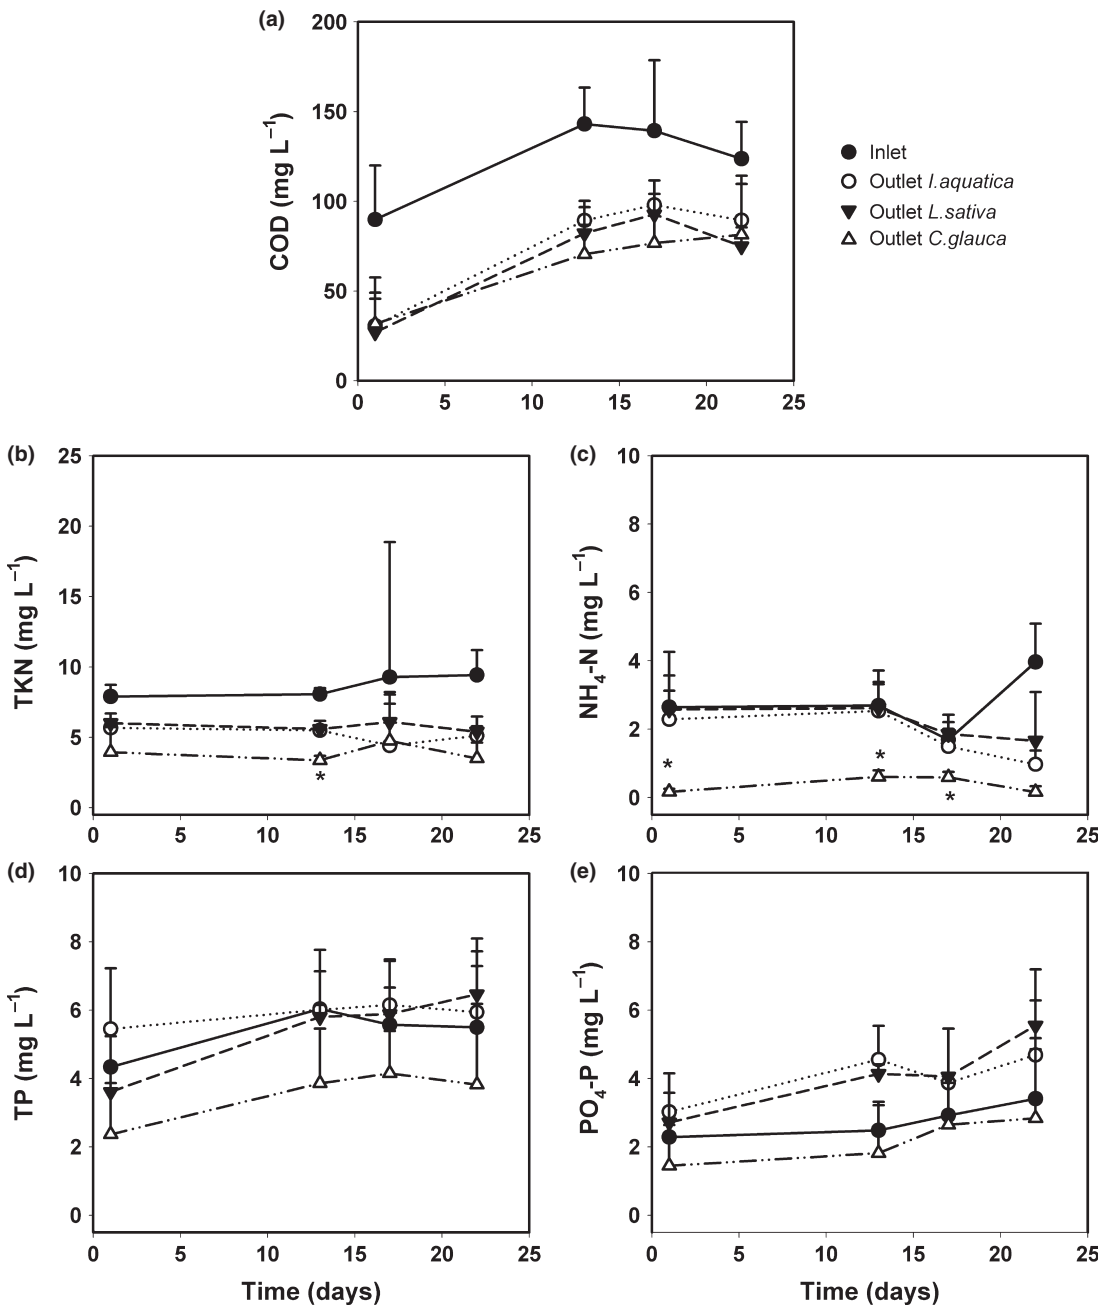 (a)
200
150
100
50
0
COD (mg L⁻¹)
0 5 10 15 20 25
Inlet
Outlet I.aquatica
Outlet L.sativa
Outlet C.glauca
(b)
25
20
15
10
5
0
TKN (mg L⁻¹)
*
0 5 10 15 20 25
(c)
10
8
6
4
2
0
NH₄-N (mg L⁻¹)
* * *
0 5 10 15 20 25
(d)
10
8
6
4
2
0
TP (mg L⁻¹)
0 5 10 15 20 25
Time (days)
(e)
10
8
6
4
2
0
PO₄-P (mg L⁻¹)
0 5 10 15 20 25
Time (days)